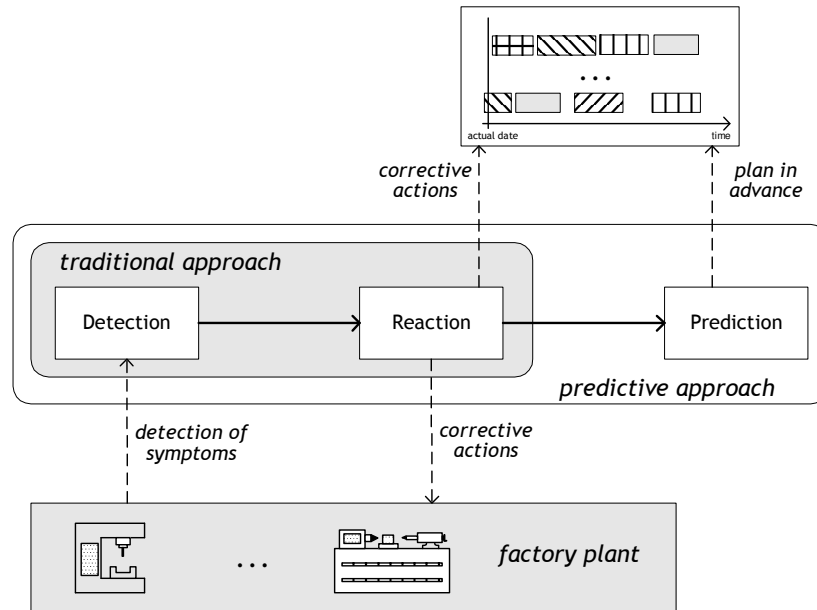 actual date
time
corrective
actions
plan in
advance
traditional approach
Detection
Reaction
Prediction
predictive approach
detection of
symptoms
corrective
actions
factory plant